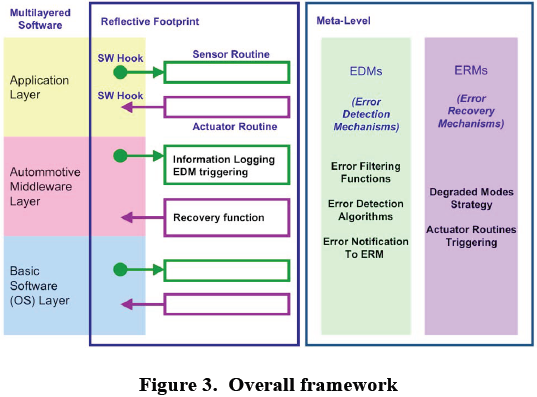 Multilayered
Software
Reflective Footprint
Meta-Level
Application
Layer
SW Hook
Sensor Routine
SW Hook
Actuator Routine
Autommotive
Middleware
Layer
Information Logging
EDM triggering
Recovery function
Basic
Software
(OS) Layer
EDMs
(Error
Detection
Mechanisms)
Error Filtering
Functions
Error Detection
Algorithms
Error Notification
To ERM
ERMs
(Error
Recovery
Mechanisms)
Degraded Modes
Strategy
Actuator Routines
Triggering
Figure 3. Overall framework